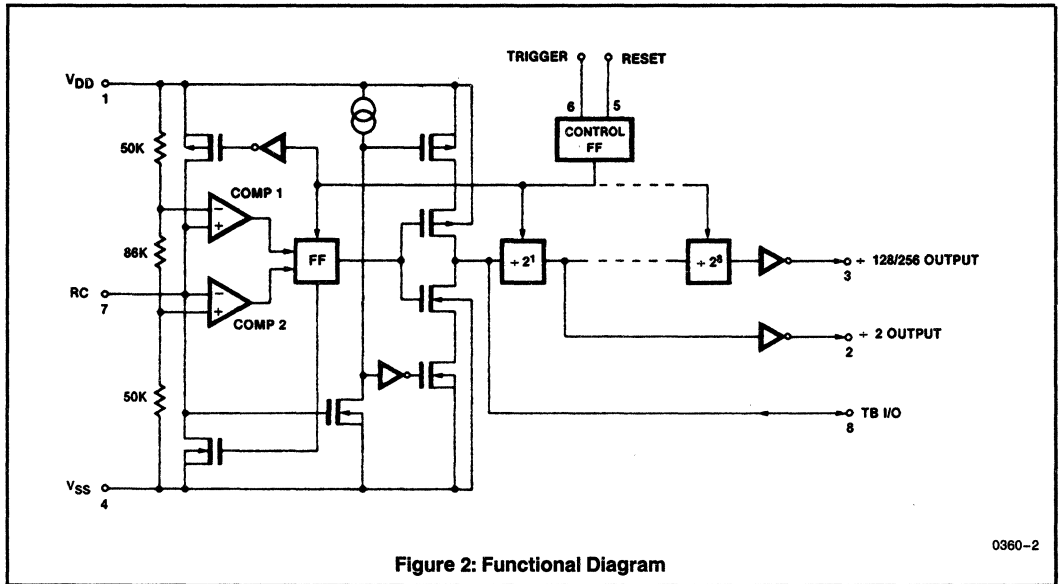 TRIGGER RESET
VDD
1
6 5
CONTROL
FF
50K
COMP 1
86K
FF
÷ 2¹
÷ 2⁸
÷ 128/256 OUTPUT
3
RC
7
COMP 2
÷ 2 OUTPUT
2
50K
TB I/O
8
VSS
4
0360–2
Figure 2: Functional Diagram